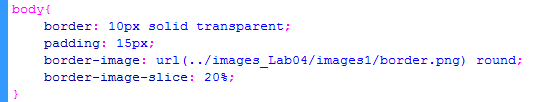 body{
border: 10px solid transparent;
padding: 15px;
border-image: url(../images_Lab04/images1/border.png) round;
border-image-slice: 20%;
}